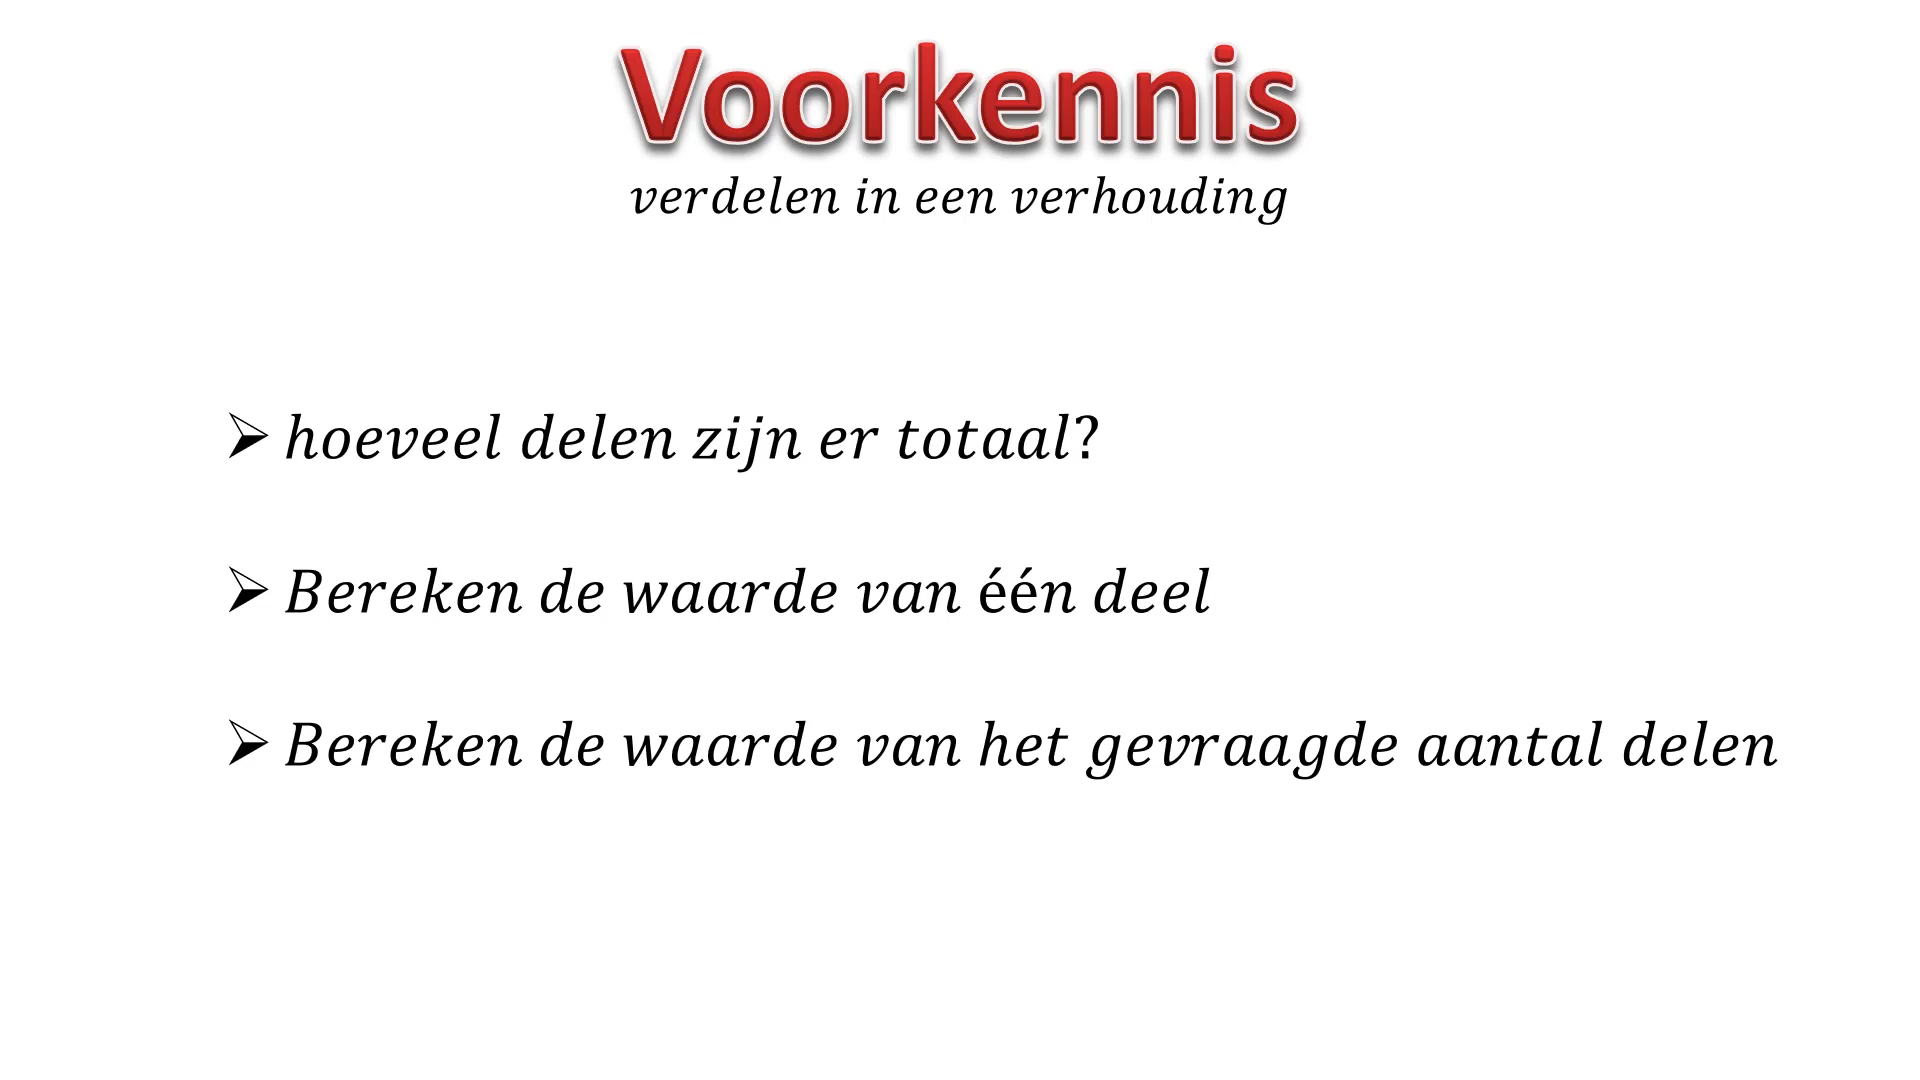 Voorkennis
verdelen in een verhouding
➢ hoeveel delen zijn er totaal?
➢ Bereken de waarde van één deel
➢ Bereken de waarde van het gevraagde aantal delen